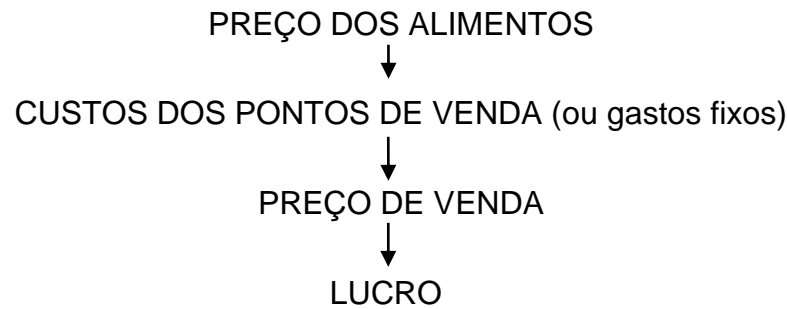 PREÇO DOS ALIMENTOS
CUSTOS DOS PONTOS DE VENDA (ou gastos fixos)
PREÇO DE VENDA
LUCRO